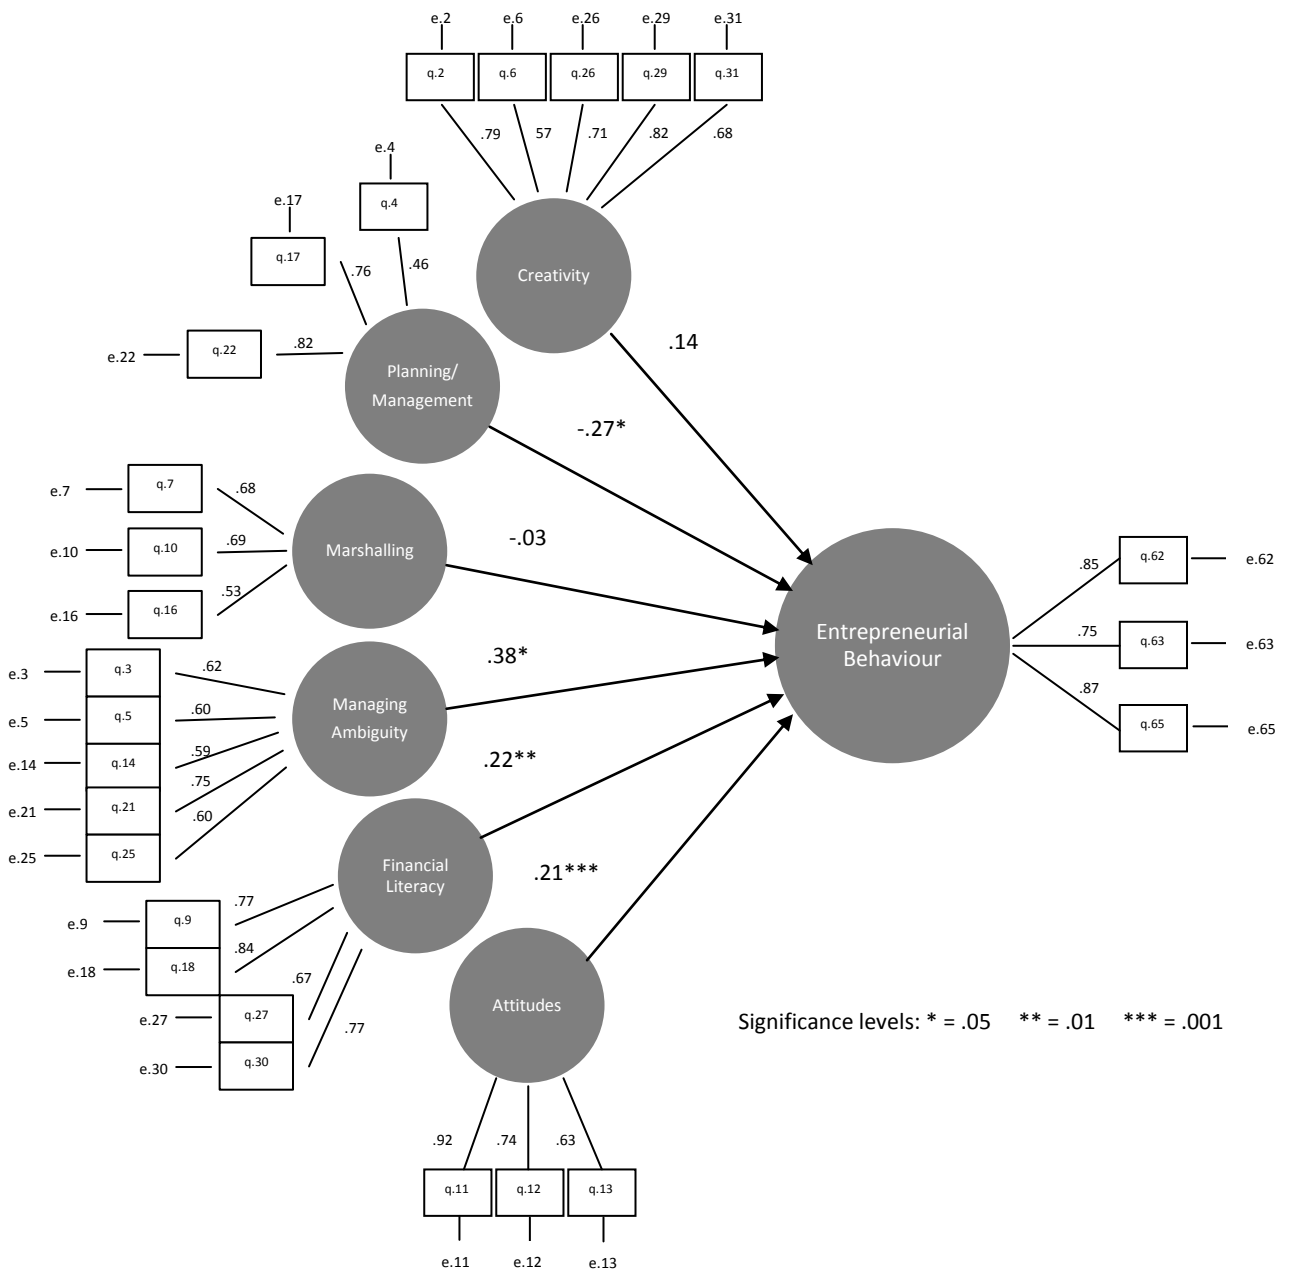 e.2 e.6 e.26 e.29 e.31
q.2 q.6 q.26 q.29 q.31
.79 57 .71 .82 .68
e.4
q.4
e.17
q.17
.76 .46
Creativity
e.22 q.22 .82
Planning/
Management
.14
-.27*
e.7 q.7 .68
e.10 q.10 .69
e.16 q.16 .53
Marshalling
-.03
e.3 q.3 .62
e.5 q.5 .60
e.14 q.14 .59
e.21 q.21 .75
e.25 q.25 .60
Managing
Ambiguity
.38*
Entrepreneurial
Behaviour
.85 q.62 e.62
.75 q.63 e.63
.87 q.65 e.65
.22**
Financial
Literacy
e.9 q.9 .77
e.18 q.18 .84
e.27 q.27 .67
e.30 q.30 .77
.21***
Attitudes
Significance levels: * = .05 ** = .01 *** = .001
.92 .74 .63
q.11 q.12 q.13
e.11 e.12 e.13